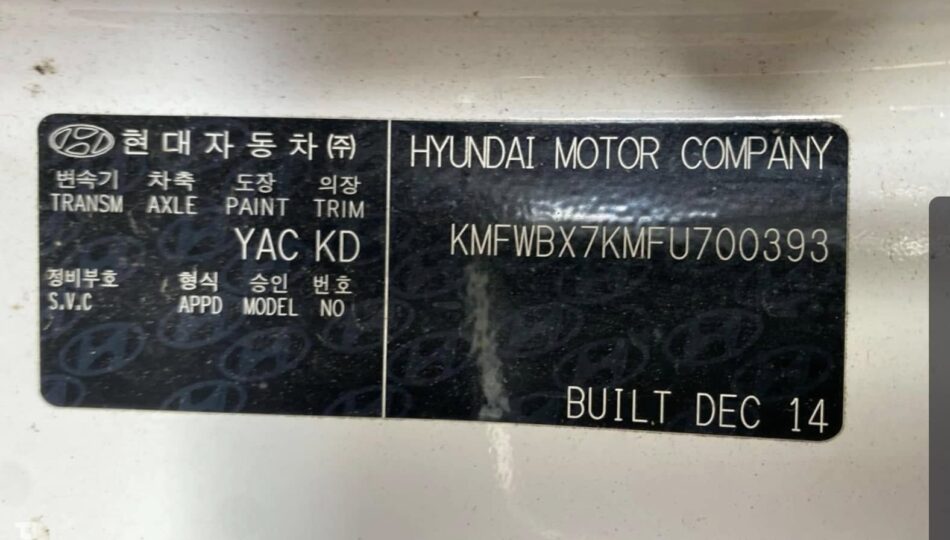 현대자동차㈜
변속기 차축 도장 의장
TRANSM AXLE PAINT TRIM
YAC KD
정비부호 형식 승인 번호
S.V.C APPD MODEL NO
HYUNDAI MOTOR COMPANY
KMFWBX7KMFU700393
BUILT DEC 14